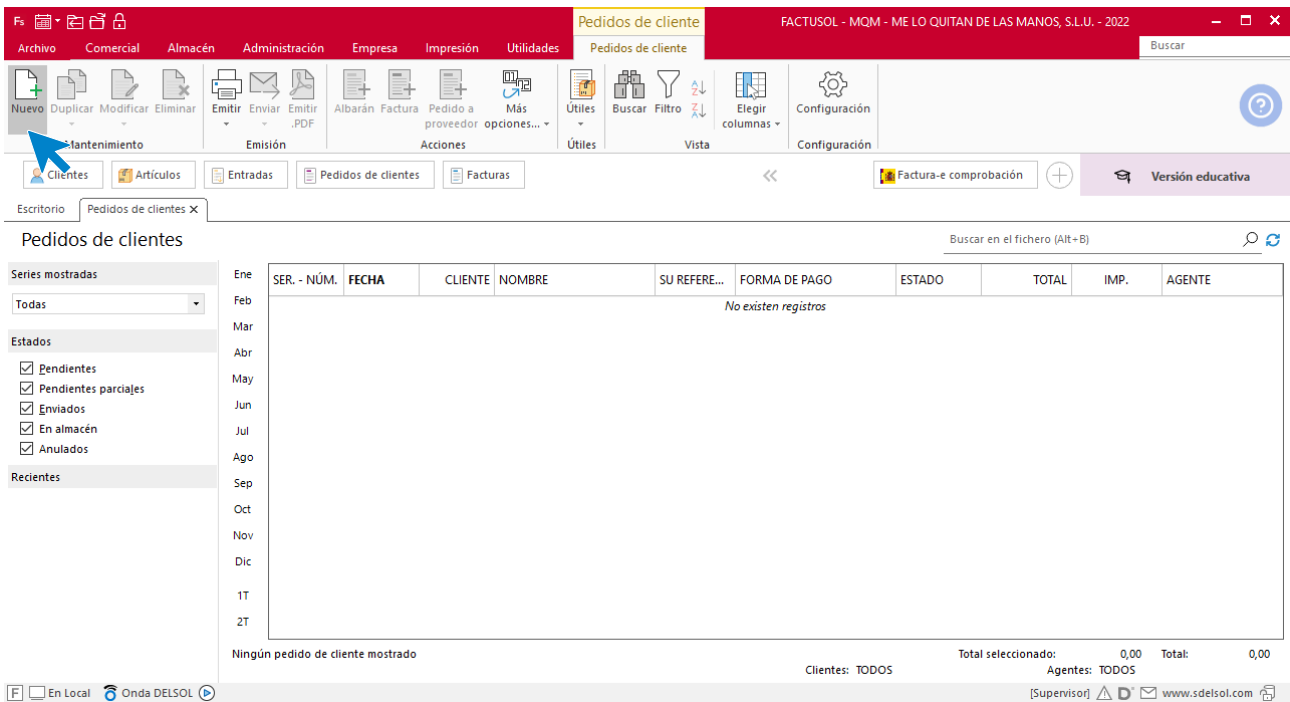 Fs
Pedidos de cliente
FACTUSOL - MQM - ME LO QUITAN DE LAS MANOS, S.L.U. - 2022
Archivo Comercial Almacén Administración Empresa Impresión Utilidades Pedidos de cliente Buscar
Nuevo Duplicar Modificar Eliminar Emitir Enviar Emitir .PDF Albarán Factura Pedido a proveedor Más opciones... Útiles Buscar Filtro Elegir columnas Configuración
Mantenimiento Emisión Acciones Útiles Vista Configuración
Clientes Artículos Entradas Pedidos de clientes Facturas Factura-e comprobación Versión educativa
Escritorio Pedidos de clientes
Pedidos de clientes
Buscar en el fichero (Alt+B)
Series mostradas
Todas
Estados
Pendientes
Pendientes parciales
Enviados
En almacén
Anulados
Recientes
Ene
Feb
Mar
Abr
May
Jun
Jul
Ago
Sep
Oct
Nov
Dic
1T
2T
SER. - NÚM. FECHA CLIENTE NOMBRE SU REFERE... FORMA DE PAGO ESTADO TOTAL IMP. AGENTE
No existen registros
Ningún pedido de cliente mostrado
Total seleccionado: 0,00 Total: 0,00
Clientes: TODOS Agentes: TODOS
F En Local Onda DELSOL
[Supervisor] D www.sdelsol.com